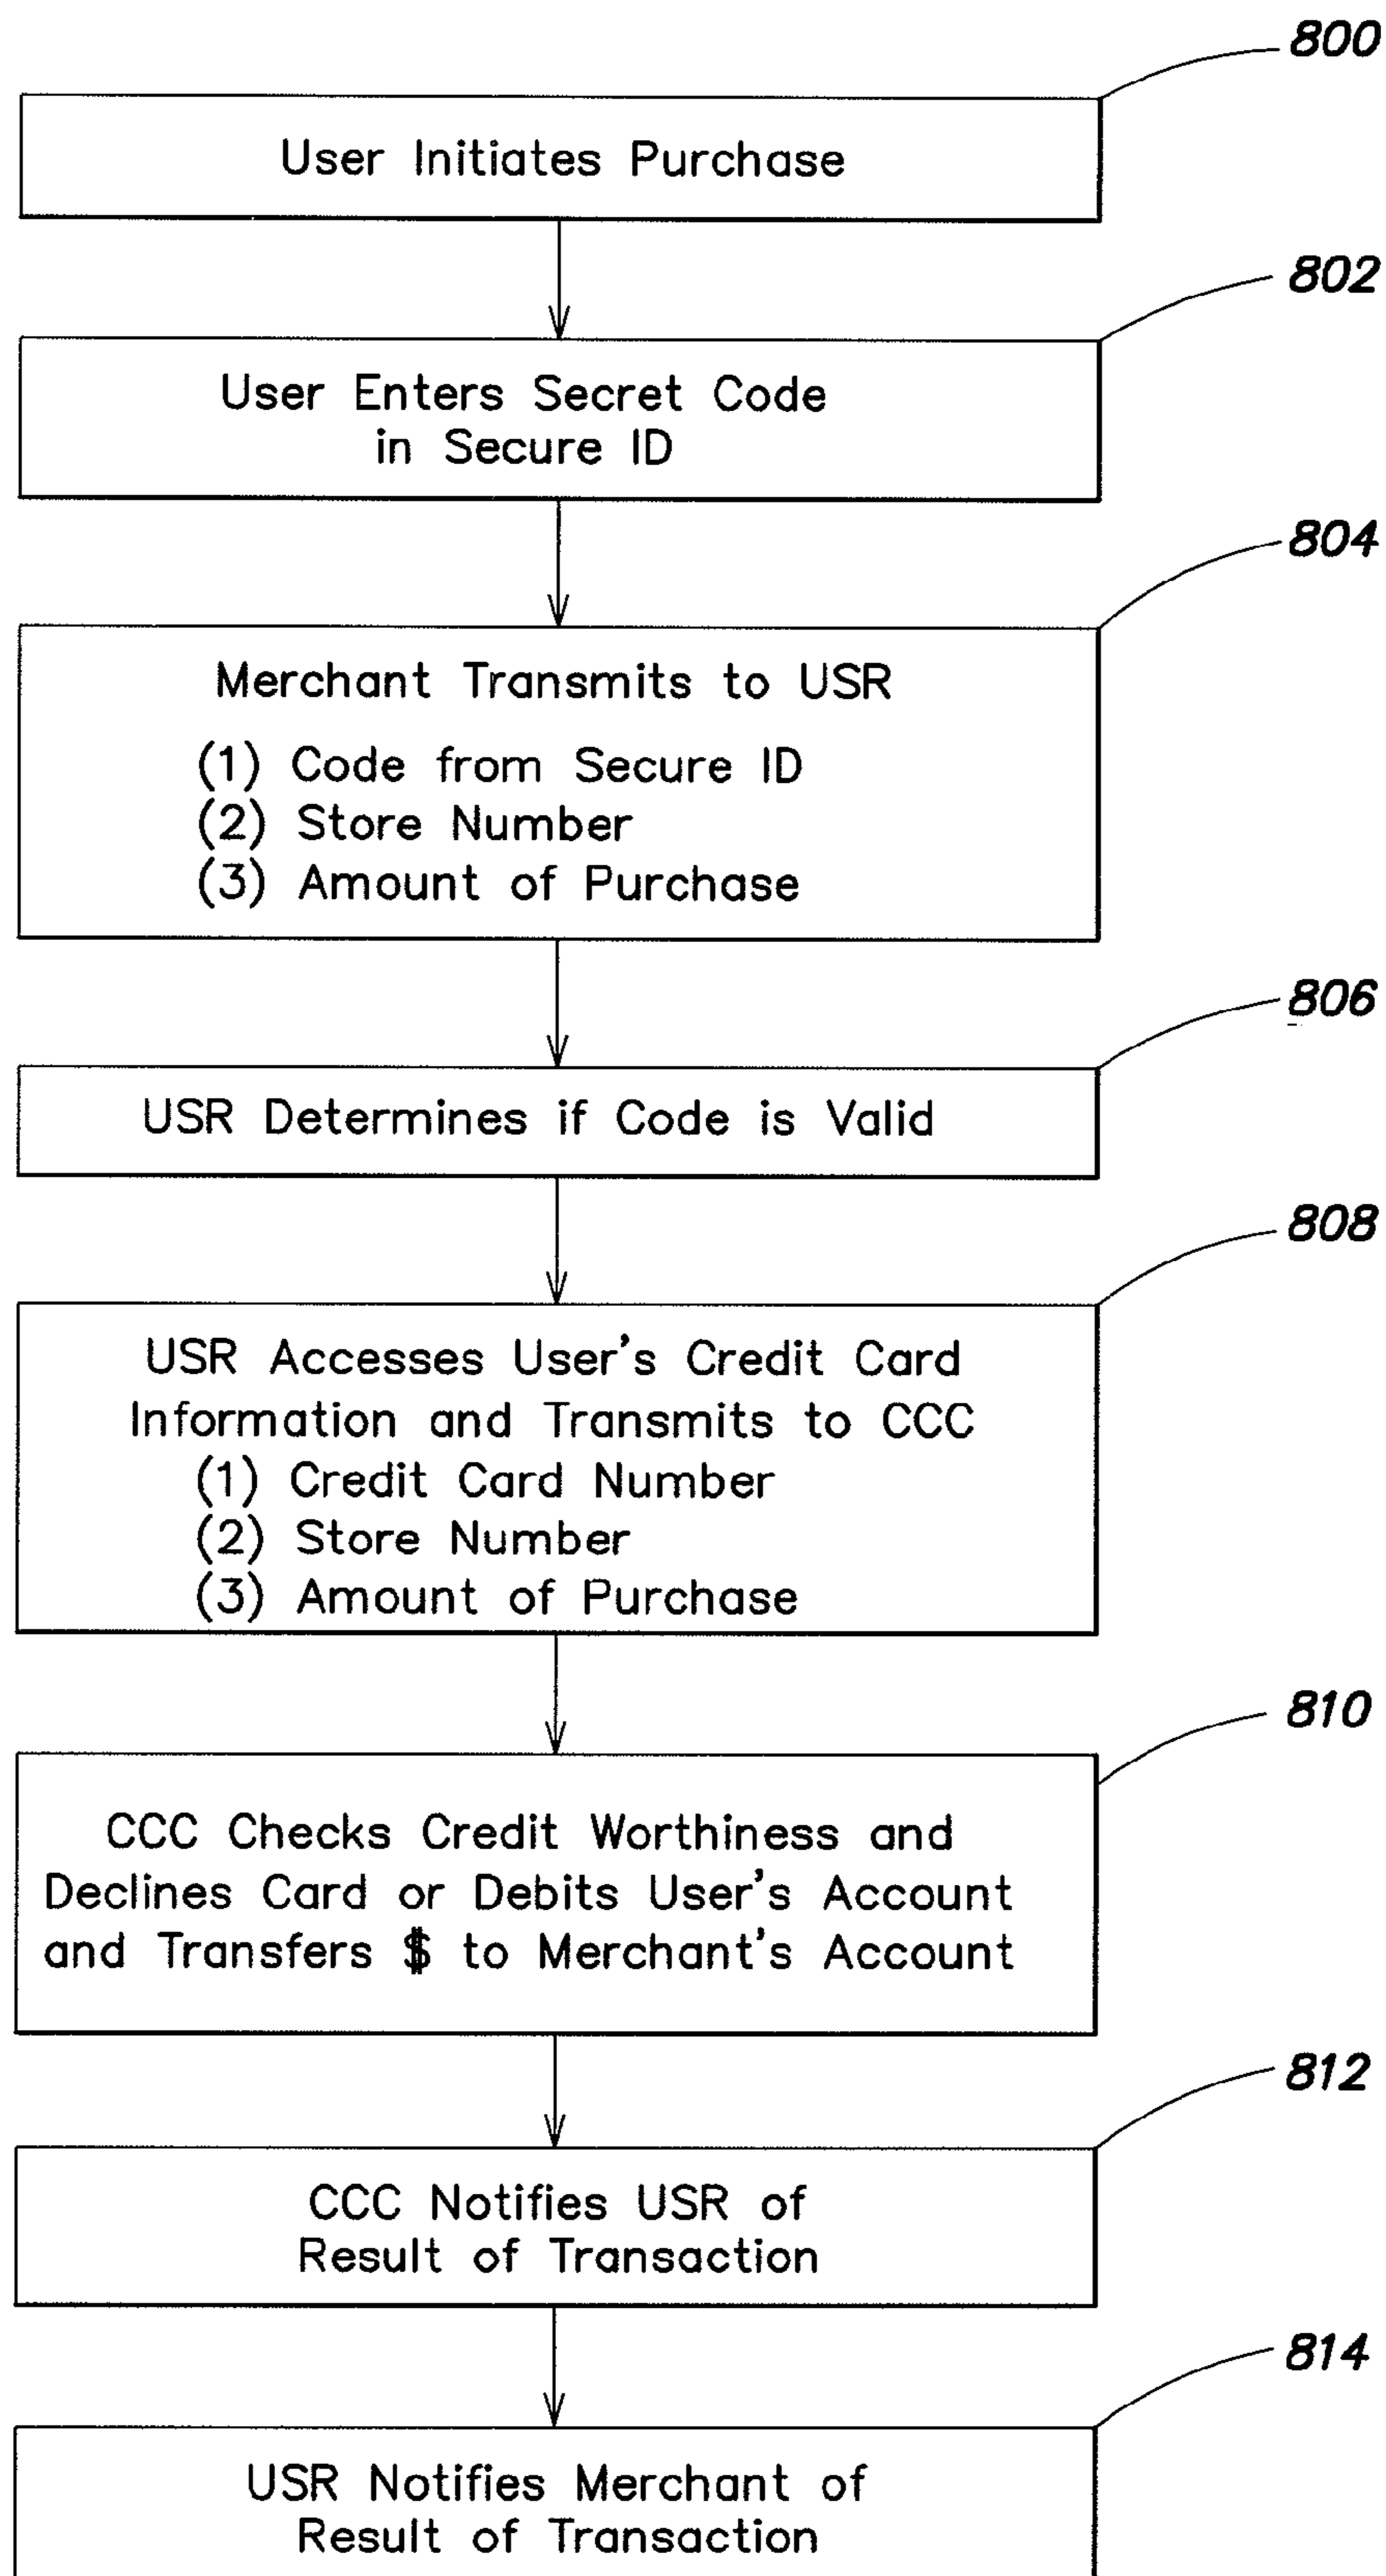 800
User Initiates Purchase
802
User Enters Secret Code
in Secure ID
804
Merchant Transmits to USR
(1) Code from Secure ID
(2) Store Number
(3) Amount of Purchase
806
USR Determines if Code is Valid
808
USR Accesses User's Credit Card
Information and Transmits to CCC
(1) Credit Card Number
(2) Store Number
(3) Amount of Purchase
810
CCC Checks Credit Worthiness and
Declines Card or Debits User's Account
and Transfers $ to Merchant's Account
812
CCC Notifies USR of
Result of Transaction
814
USR Notifies Merchant of
Result of Transaction